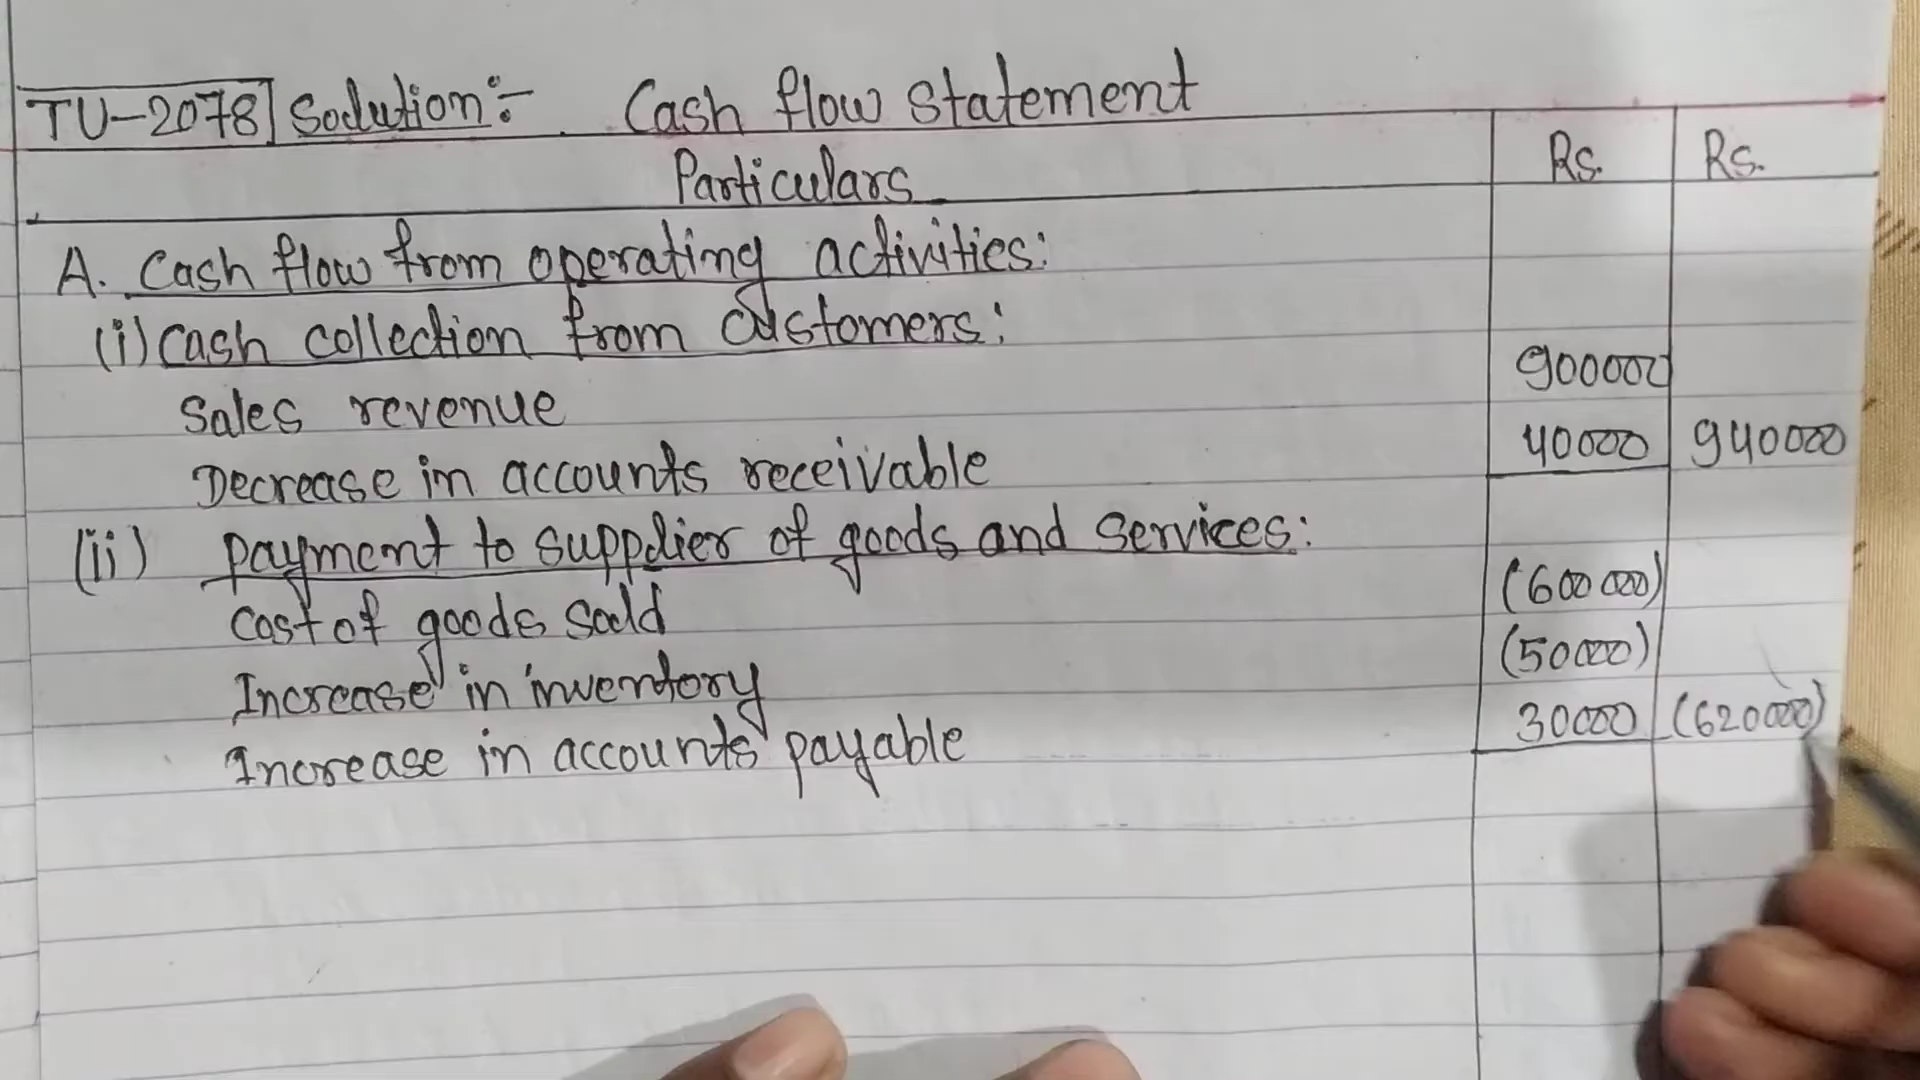 TU-2078 Solution:- Cash flow statement
Particulars Rs. Rs.
A. Cash flow from operating activities:
(i) Cash collection from customers:
Sales revenue 900000
Decrease in accounts receivable 40000 940000
(ii) payment to supplier of goods and services:
Cost of goods sold (600000)
Increase in inventory (50000)
Increase in accounts payable 30000 (620000)